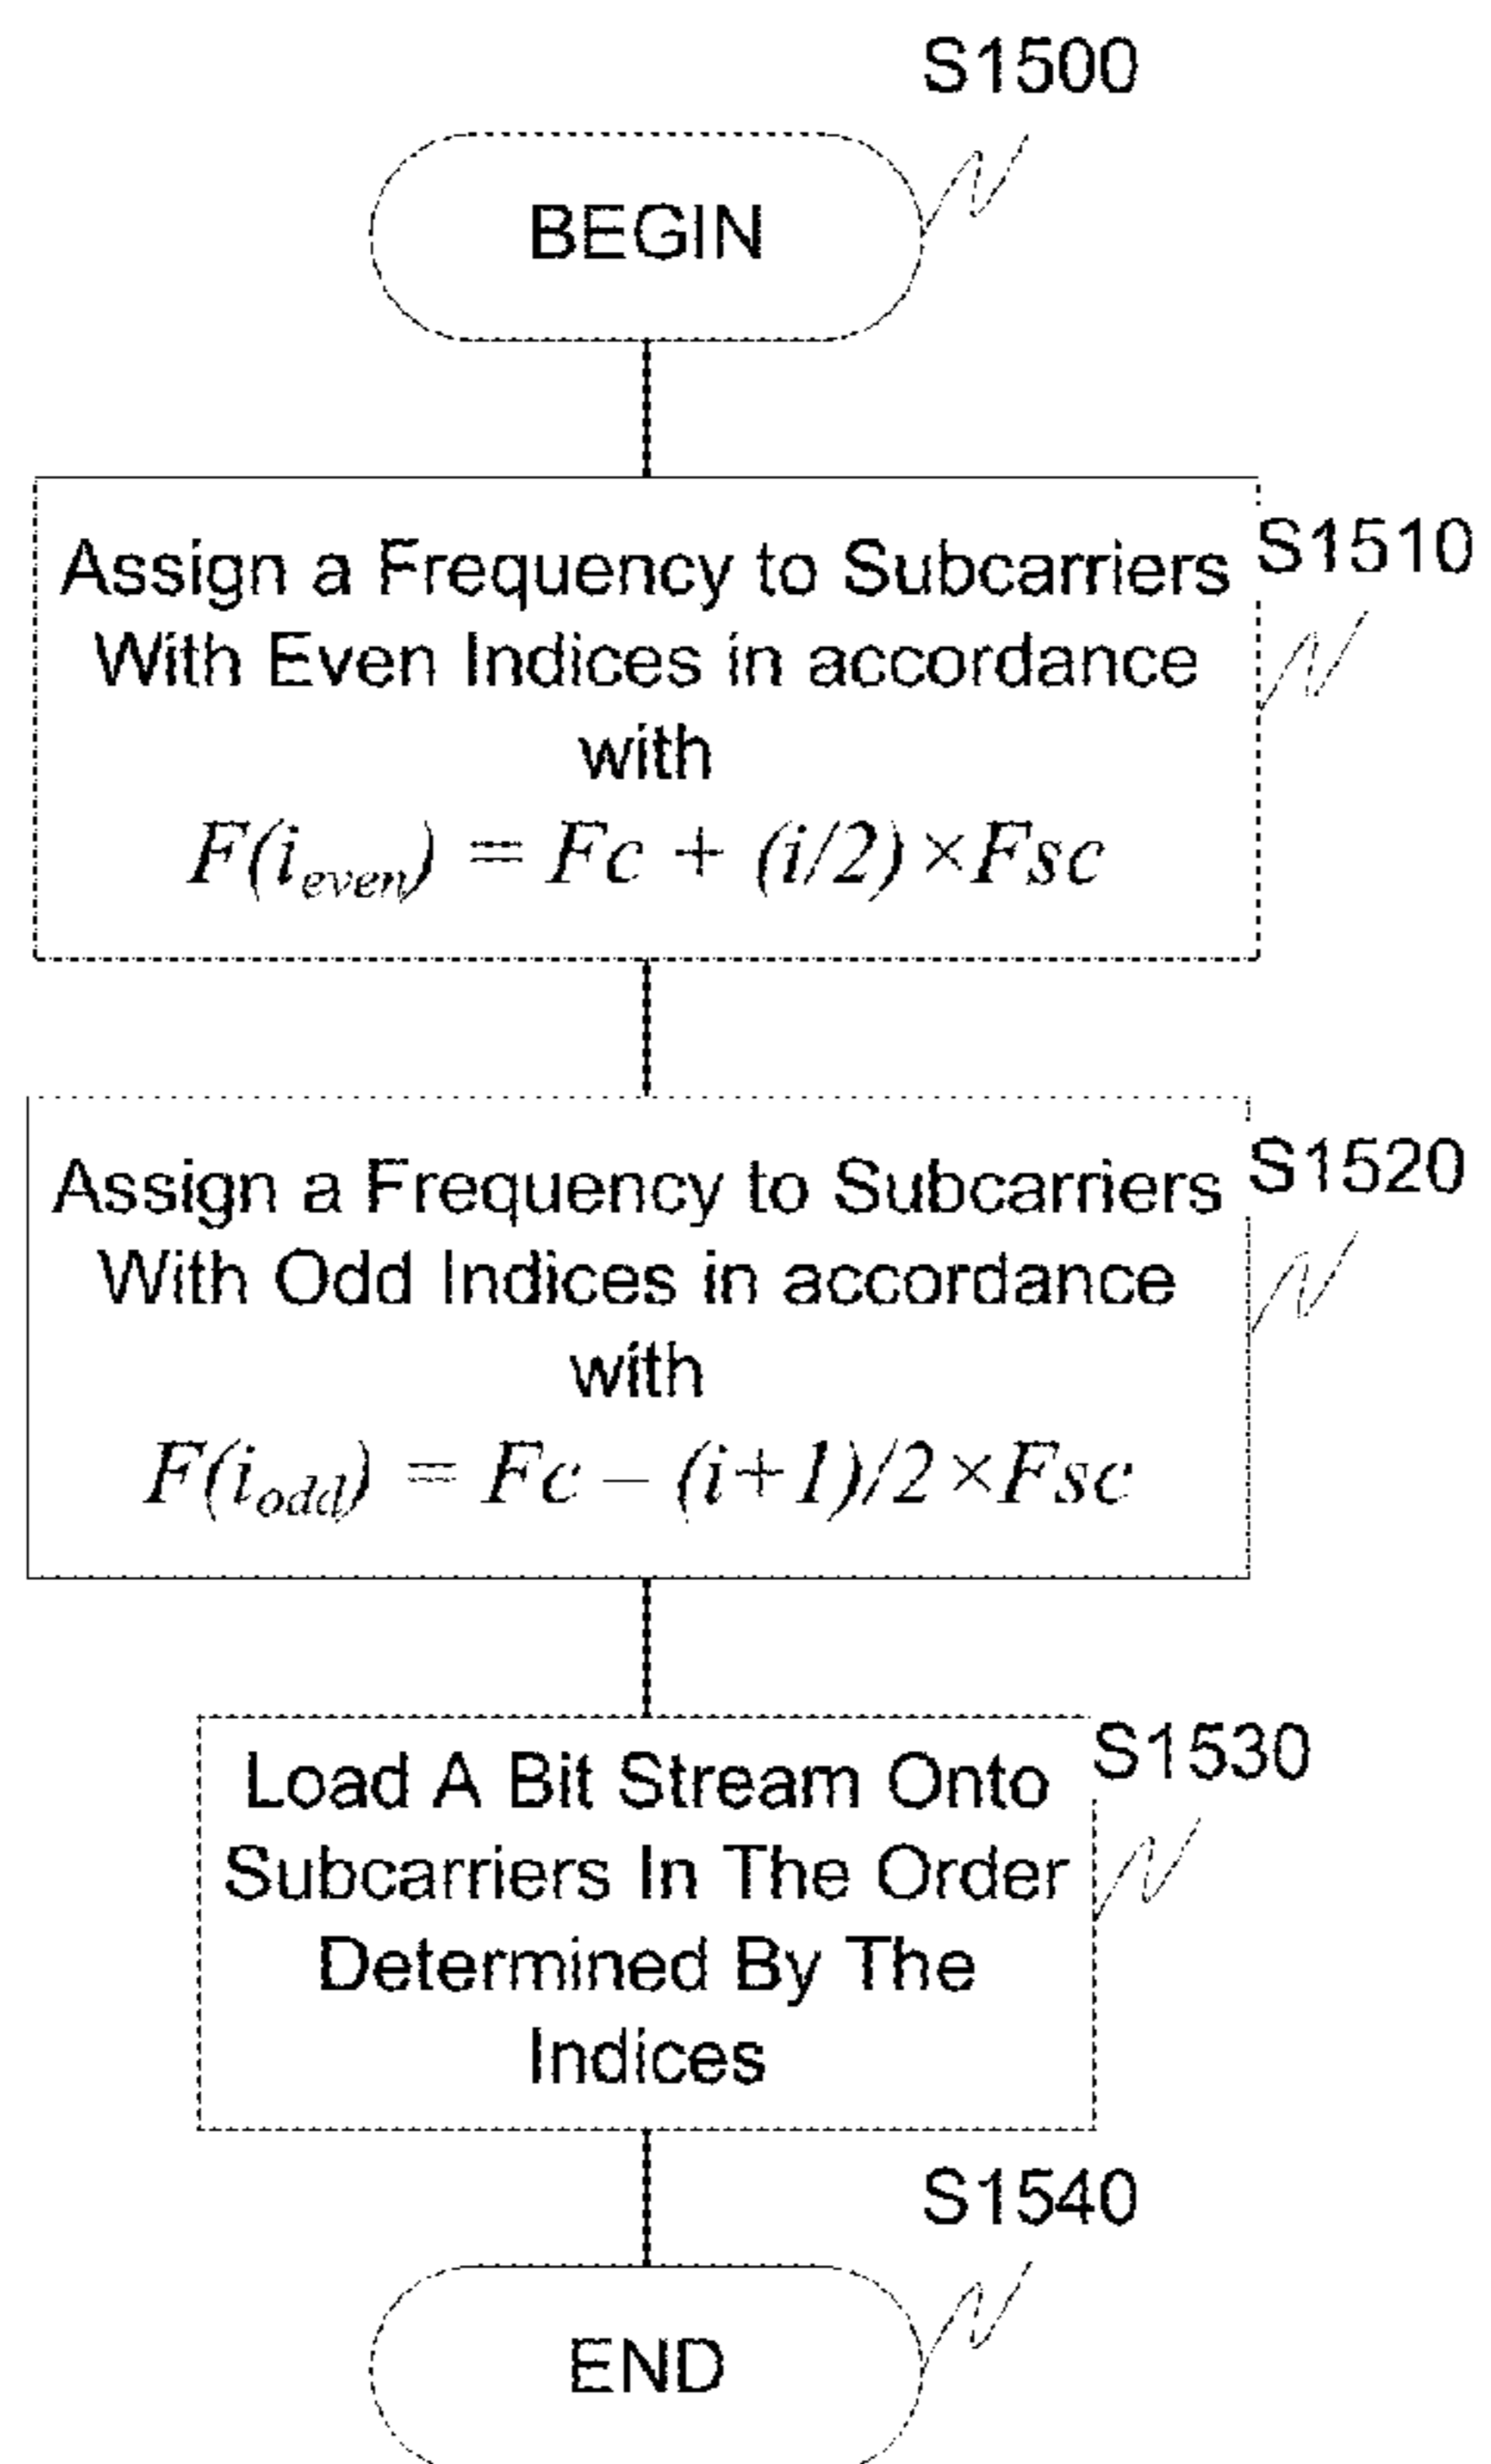 S1500
BEGIN
Assign a Frequency to Subcarriers
With Even Indices in accordance
with
F(i_even) = Fc + (i/2)×Fsc
S1510
Assign a Frequency to Subcarriers
With Odd Indices in accordance
with
F(i_odd) = Fc – (i+1)/2×Fsc
S1520
Load A Bit Stream Onto
Subcarriers In The Order
Determined By The
Indices
S1530
S1540
END